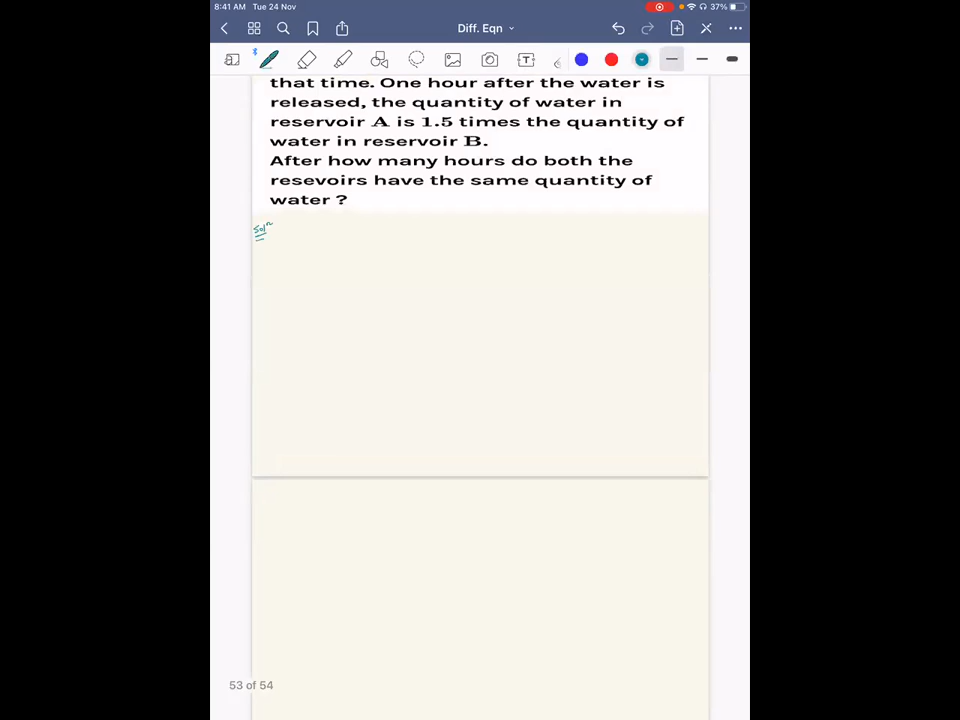 8:41 AM Tue 24 Nov 37%
Diff. Eqn
that time. One hour after the water is
released, the quantity of water in
reservoir A is 1.5 times the quantity of
water in reservoir B.
After how many hours do both the
resevoirs have the same quantity of
water ?
Solⁿ
53 of 54